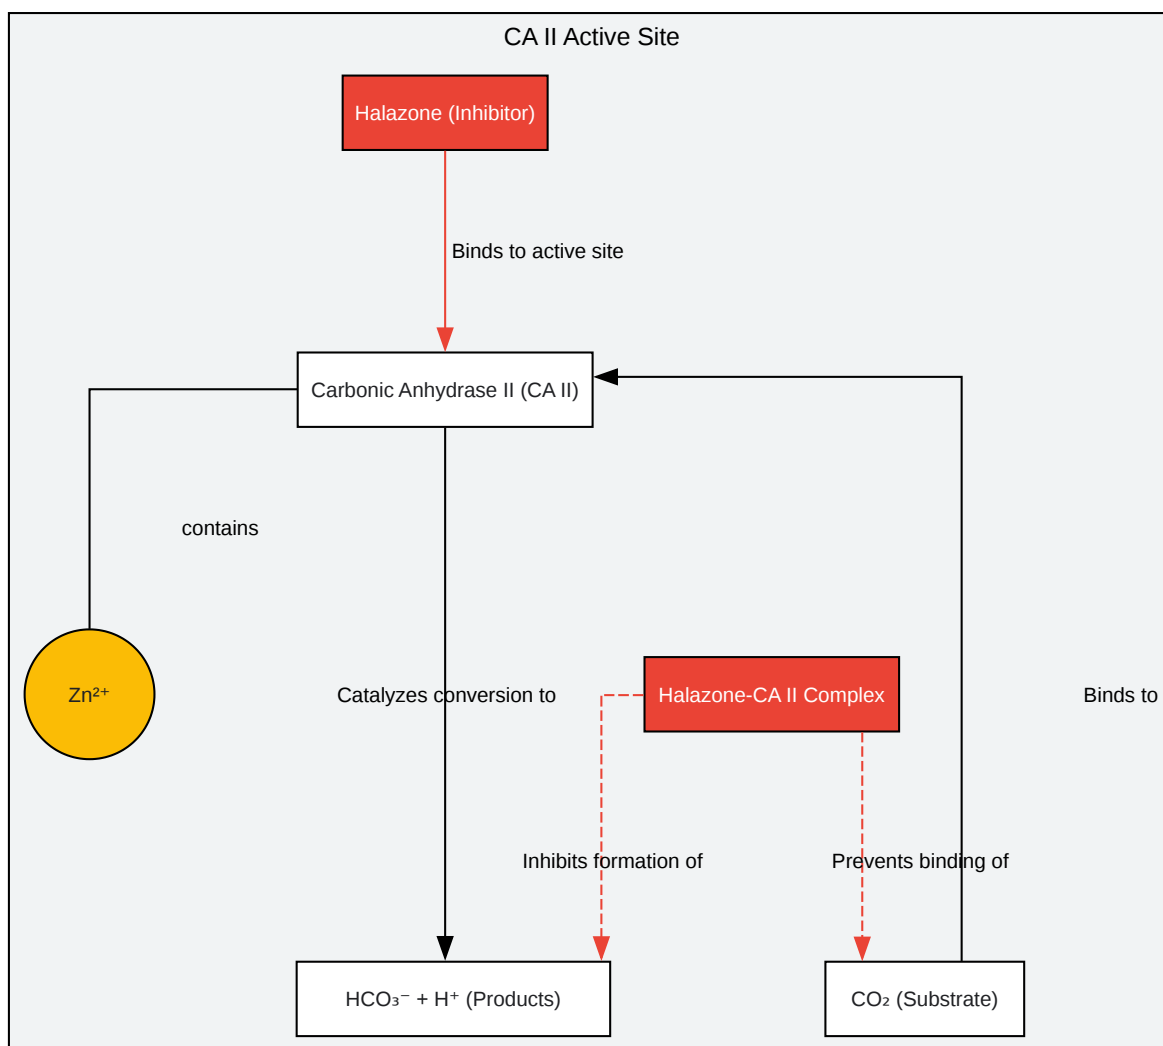 CA II Active Site
Halazone (Inhibitor)
Binds to active site
Carbonic Anhydrase II (CA II)
contains
Zn²⁺
Catalyzes conversion to
Halazone-CA II Complex
Binds to
Inhibits formation of
Prevents binding of
HCO₃⁻ + H⁺ (Products)
CO₂ (Substrate)